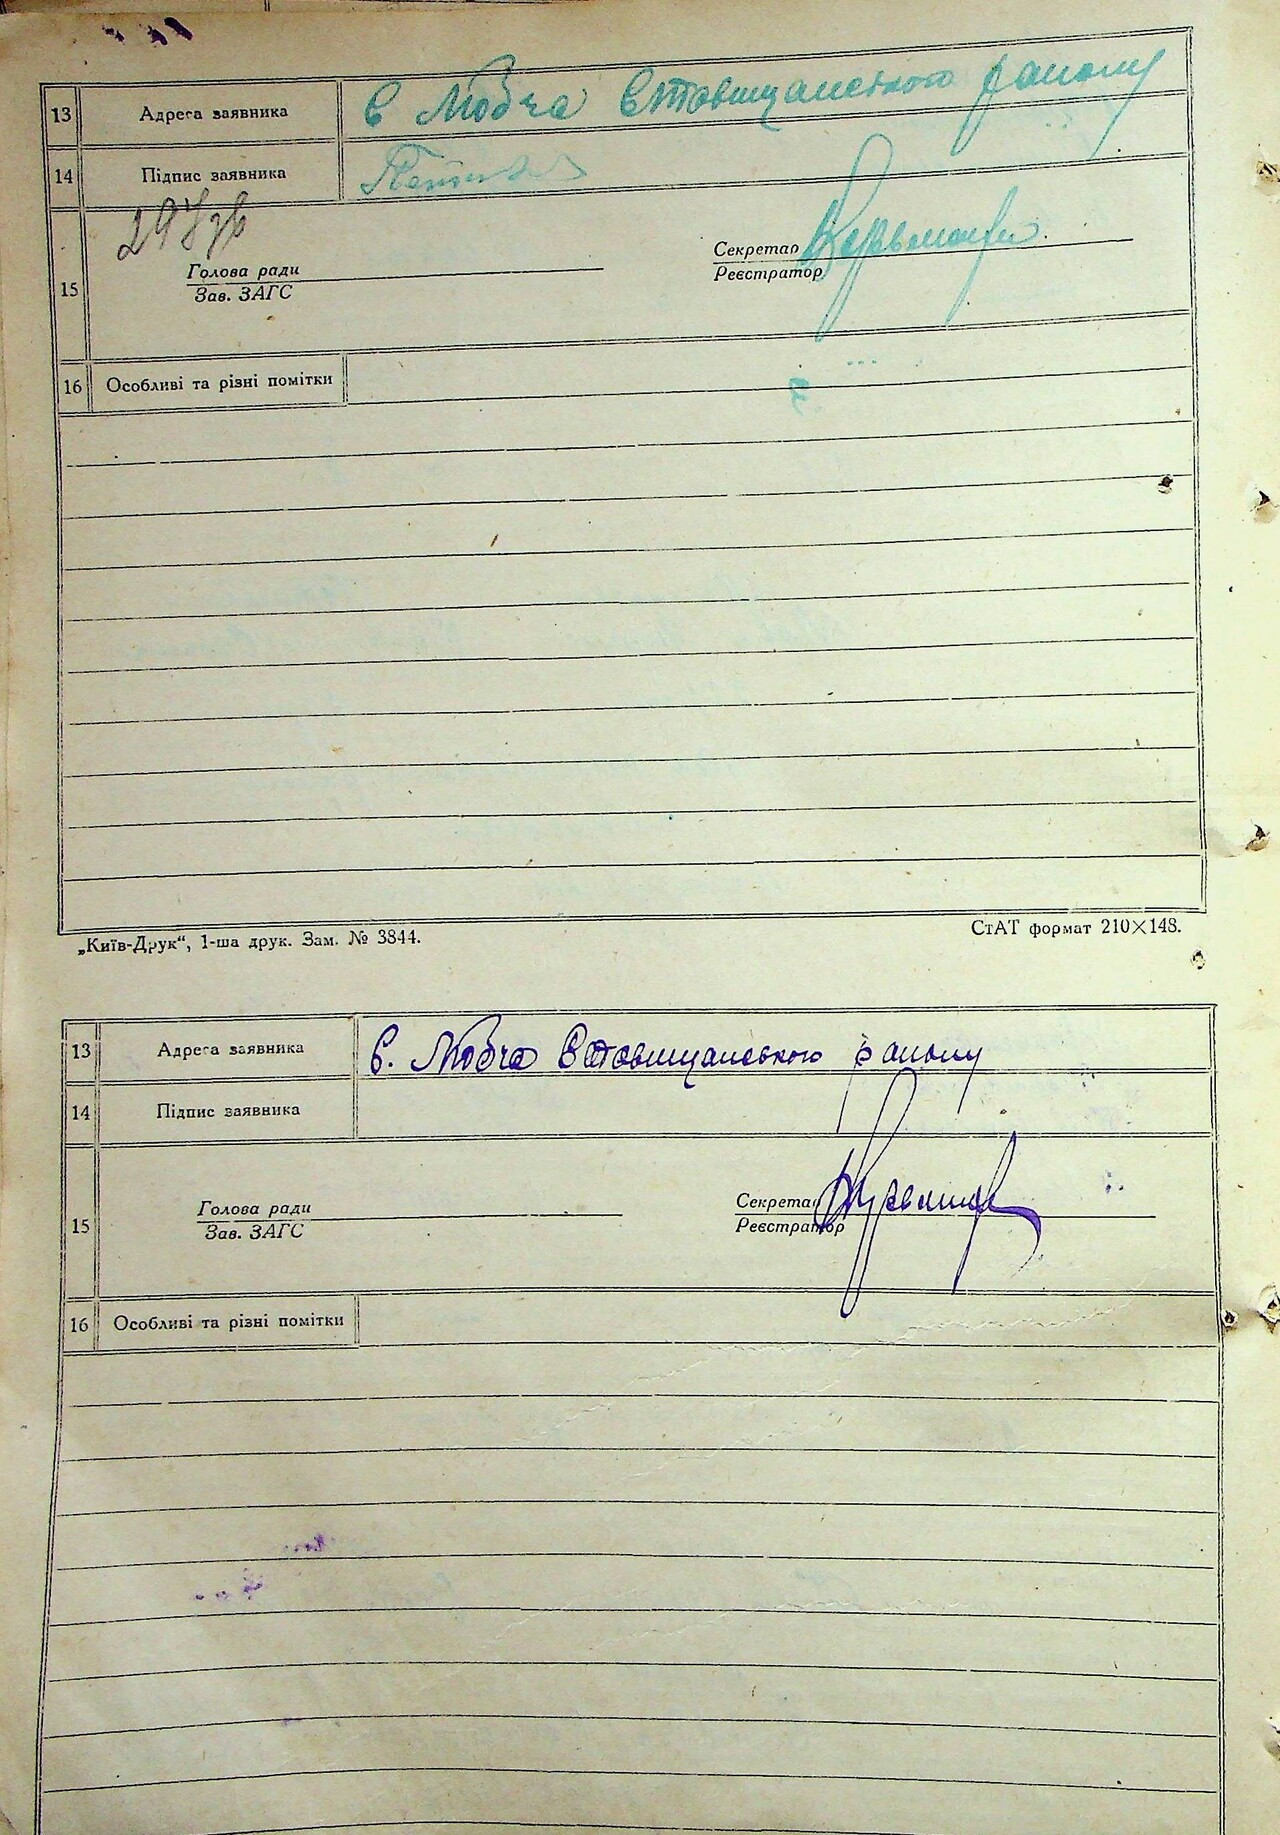 13 Адреса заявника с Любча Ставищанського району
14 Підпис заявника
15
Голова ради Секретар
Зав. ЗАГС Реєстратор
16 Особливі та різні помітки
„Київ-Друк“, 1-ша друк. Зам. № 3844. СтАТ формат 210×148.
13 Адреса заявника с. Любча Ставищанського району
14 Підпис заявника
15
Голова ради Секретар
Зав. ЗАГС Реєстратор
16 Особливі та різні помітки